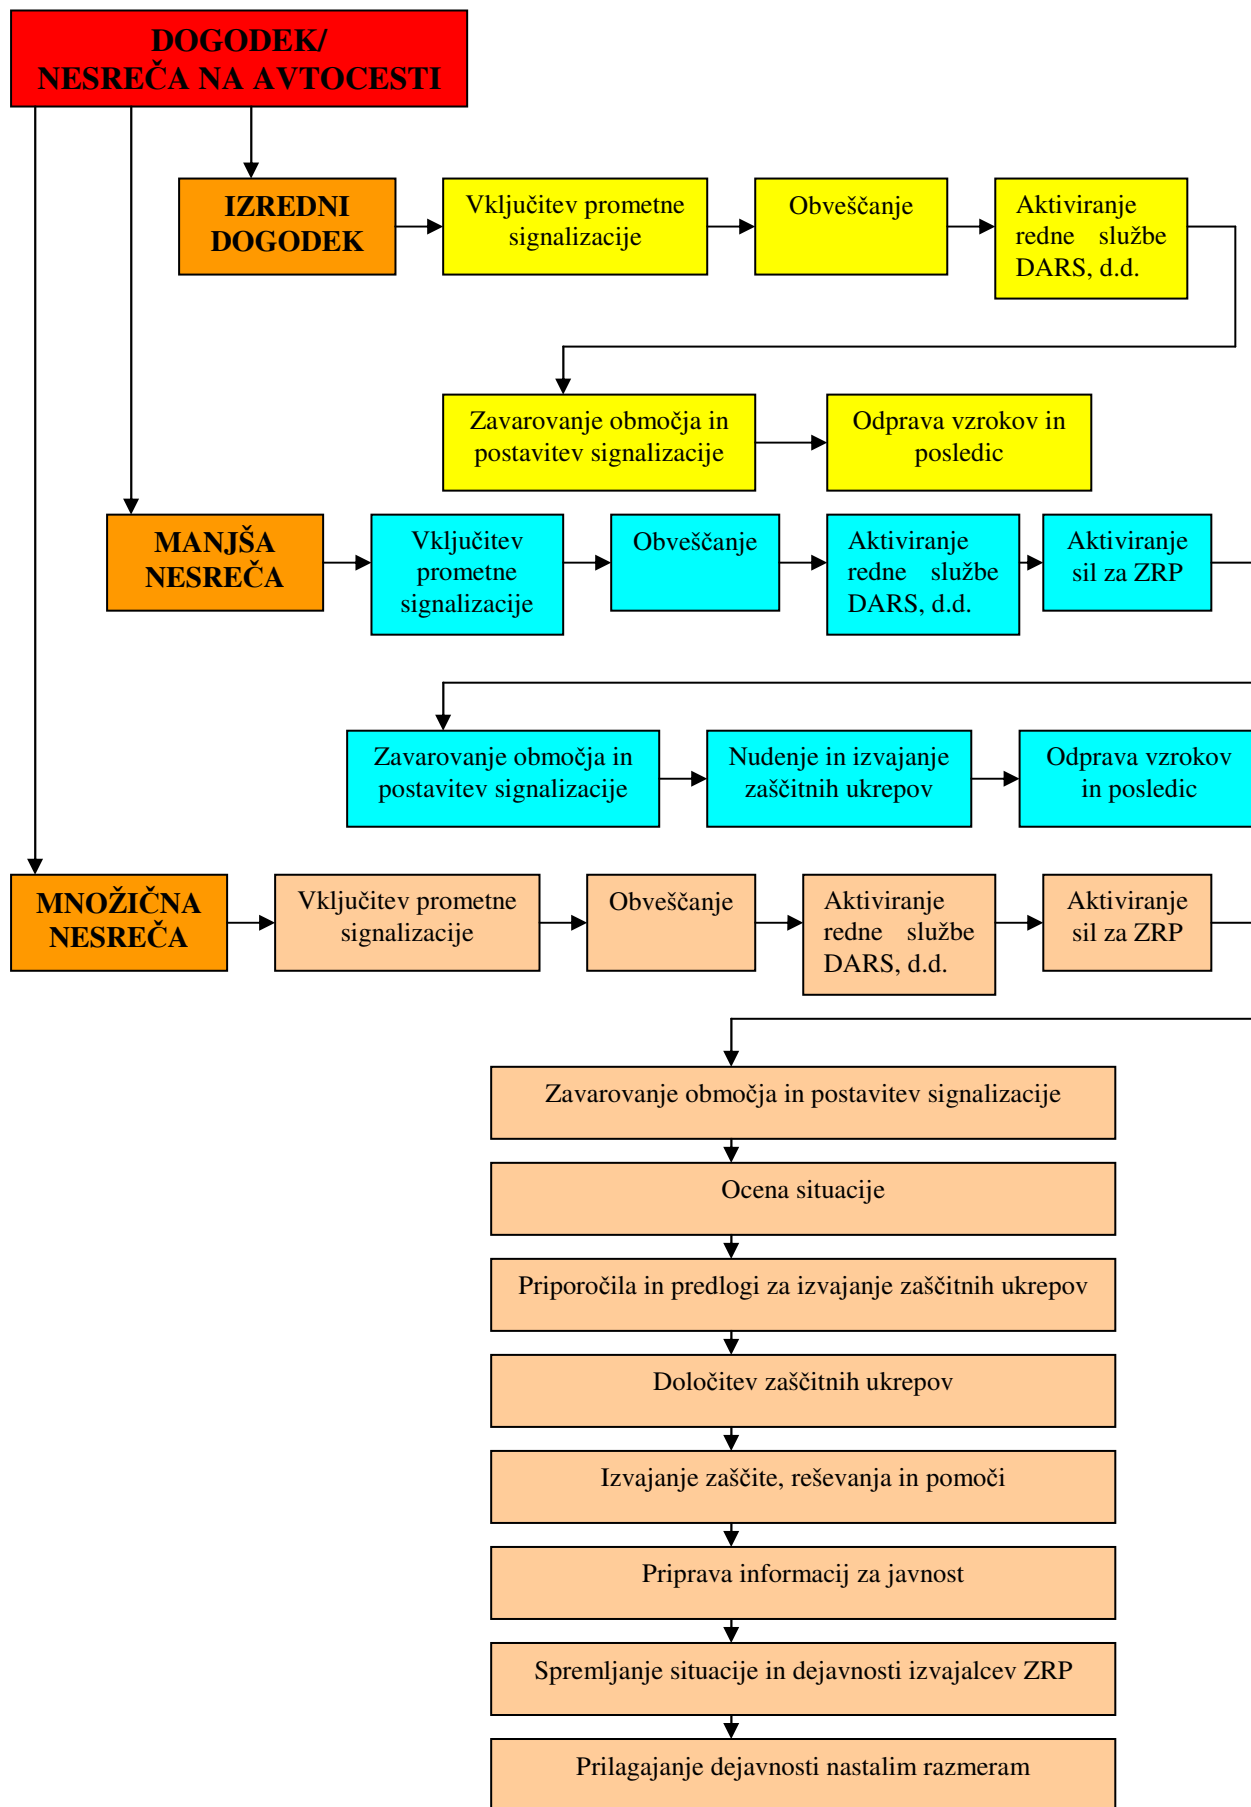 DOGODEK/
NESREČA NA AVTOCESTI
IZREDNI
DOGODEK
Vključitev prometne
signalizacije
Obveščanje
Aktiviranje
redne službe
DARS, d.d.
Zavarovanje območja in
postavitev signalizacije
Odprava vzrokov in
posledic
MANJŠA
NESREČA
Vključitev
prometne
signalizacije
Obveščanje
Aktiviranje
redne službe
DARS, d.d.
Aktiviranje
sil za ZRP
Zavarovanje območja in
postavitev signalizacije
Nudenje in izvajanje
zaščitnih ukrepov
Odprava vzrokov
in posledic
MNOŽIČNA
NESREČA
Vključitev prometne
signalizacije
Obveščanje
Aktiviranje
redne službe
DARS, d.d.
Aktiviranje
sil za ZRP
Zavarovanje območja in postavitev signalizacije
Ocena situacije
Priporočila in predlogi za izvajanje zaščitnih ukrepov
Določitev zaščitnih ukrepov
Izvajanje zaščite, reševanja in pomoči
Priprava informacij za javnost
Spremljanje situacije in dejavnosti izvajalcev ZRP
Prilagajanje dejavnosti nastalim razmeram